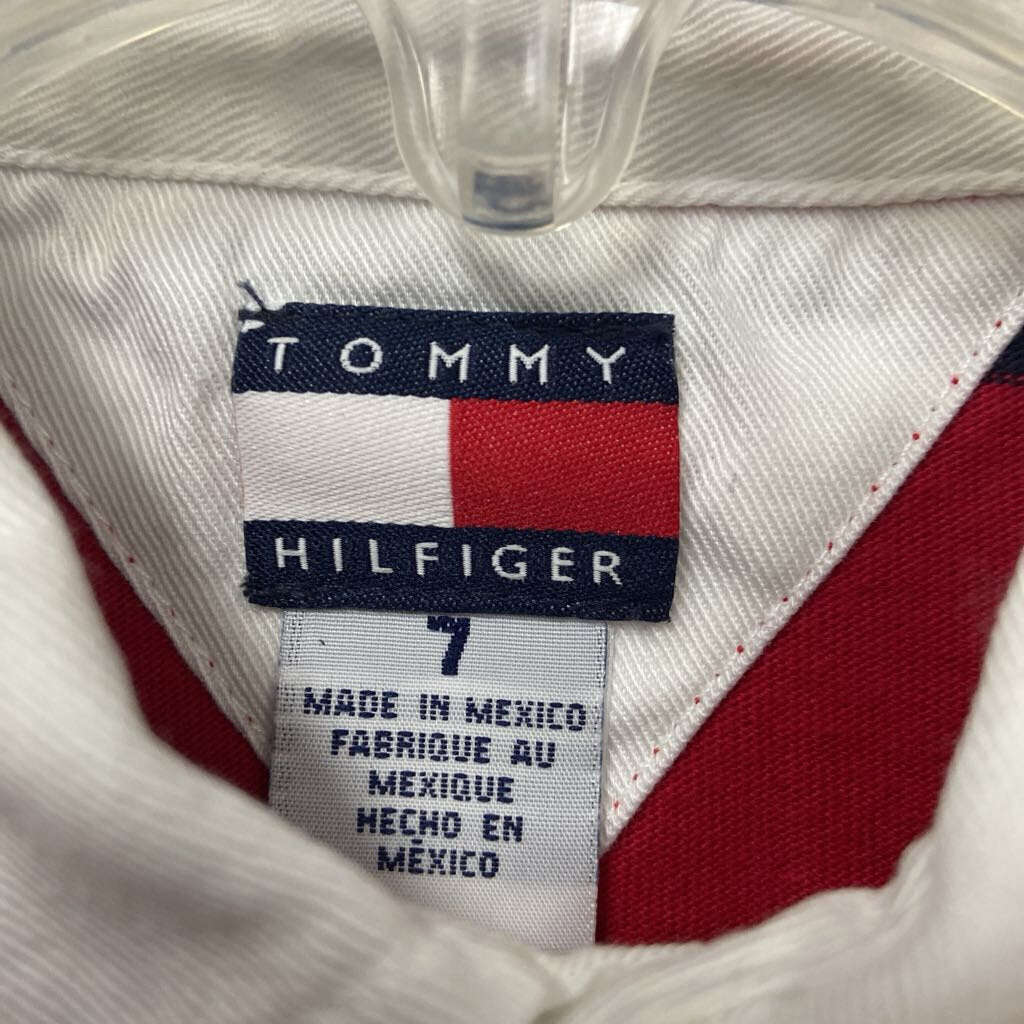 TOMMY
HILFIGER
7
MADE IN MEXICO
FABRIQUE AU
MEXIQUE
HECHO EN
MÉXICO